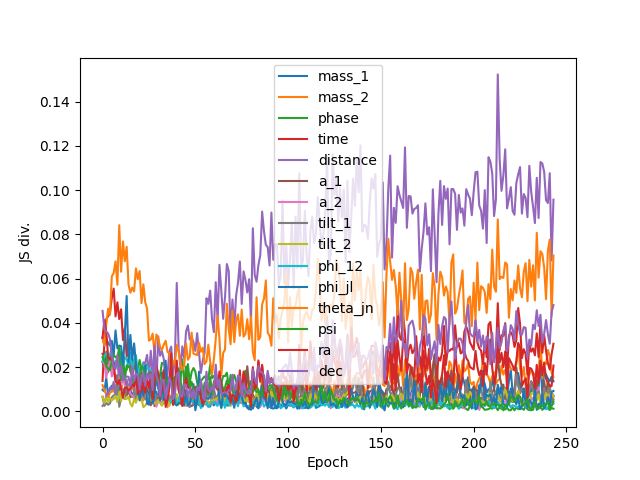 JS div.
0.14
0.12
0.10
0.08
0.06
0.04
0.02
0.00
mass_1
mass_2
phase
time
distance
a_1
a_2
tilt_1
tilt_2
phi_12
phi_jl
theta_jn
psi
ra
dec
0
50
100
150
200
250
Epoch